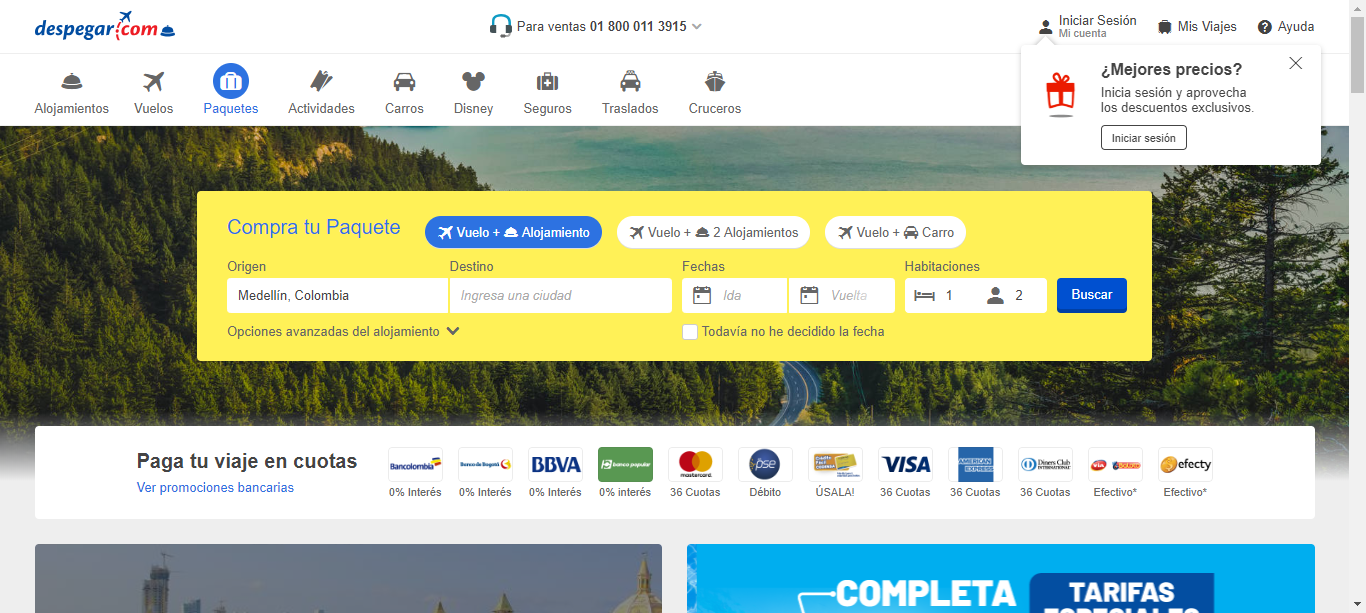 despegar.com
Para ventas 01 800 011 3915
Iniciar Sesión
Mi cuenta
Mis Viajes
Ayuda
¿Mejores precios?
Inicia sesión y aprovecha
los descuentos exclusivos.
Iniciar sesión
Alojamientos
Vuelos
Paquetes
Actividades
Carros
Disney
Seguros
Traslados
Cruceros
Compra tu Paquete
Vuelo + Alojamiento
Vuelo + 2 Alojamientos
Vuelo + Carro
Origen
Destino
Fechas
Habitaciones
Medellín, Colombia
Ingresa una ciudad
Ida
Vuelta
1
2
Buscar
Opciones avanzadas del alojamiento
Todavía no he decidido la fecha
Paga tu viaje en cuotas
Ver promociones bancarias
Bancolombia
0% Interés
Banco de Bogotá
0% Interés
BBVA
0% Interés
banco popular
0% interés
mastercard
36 Cuotas
pse
Débito
ÚSALA!
VISA
36 Cuotas
AMERICAN EXPRESS
36 Cuotas
Diners Club
INTERNATIONAL
36 Cuotas
via baloto
Efectivo*
efecty
Efectivo*
COMPLETA
TARIFAS
ESPECIALES